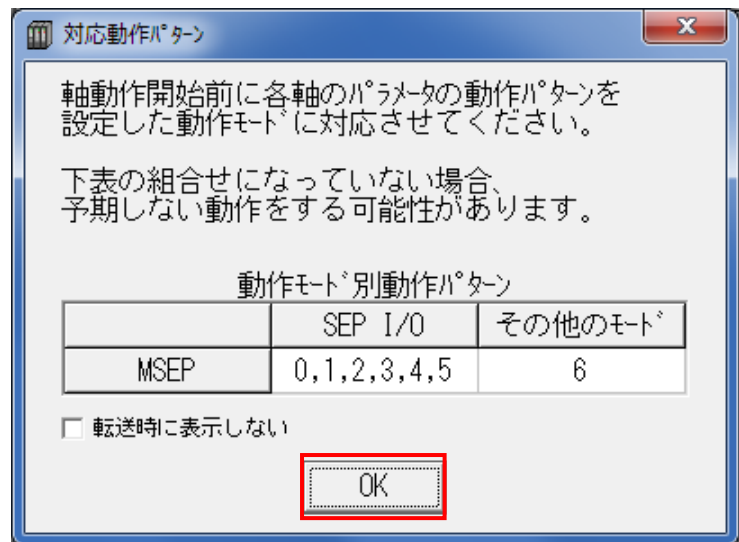 対応動作ﾊﾟﾀｰﾝ
軸動作開始前に各軸のﾊﾟﾗﾒｰﾀの動作ﾊﾟﾀｰﾝを
設定した動作ﾓｰﾄﾞに対応させてください。
下表の組合せになっていない場合、
予期しない動作をする可能性があります。
動作ﾓｰﾄﾞ別動作ﾊﾟﾀｰﾝ
SEP I/O その他のﾓｰﾄﾞ
MSEP 0,1,2,3,4,5 6
転送時に表示しない
OK